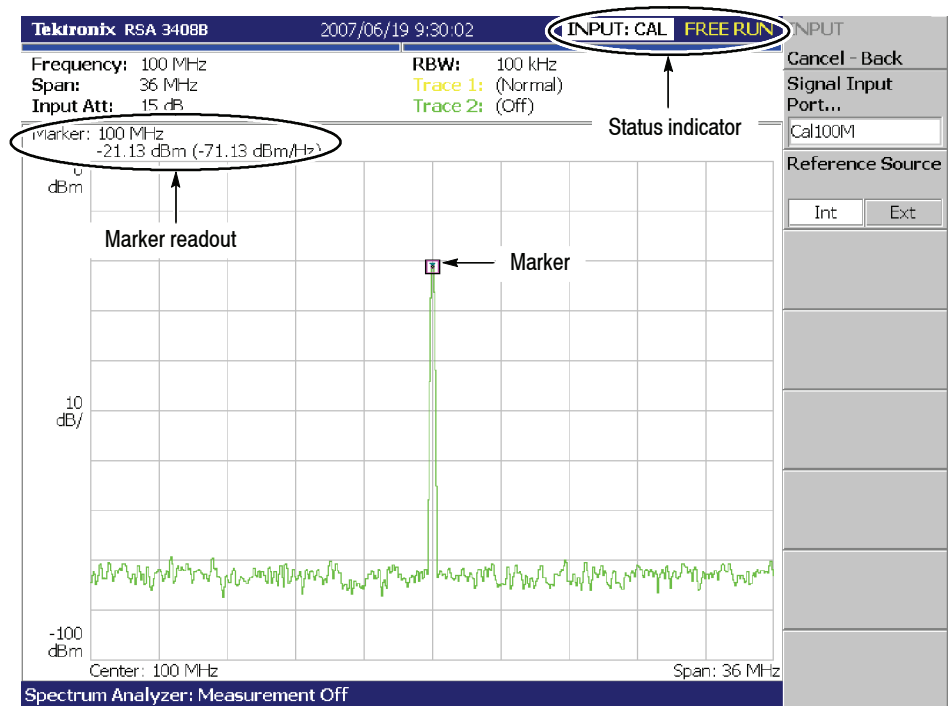 Tektronix RSA 3408B 2007/06/19 9:30:02 INPUT: CAL FREE RUN INPUT
Cancel - Back
Frequency: 100 MHz RBW: 100 kHz
Span: 36 MHz Trace 1: (Normal)
Input Att: 15 dB Trace 2: (Off)
Signal Input
Port...
Cal100M
Status indicator
Marker: 100 MHz
-21.13 dBm (-71.13 dBm/Hz)
Reference Source
Int Ext
0
dBm
Marker readout
Marker
10
dB/
-100
dBm
Center: 100 MHz Span: 36 MHz
Spectrum Analyzer: Measurement Off